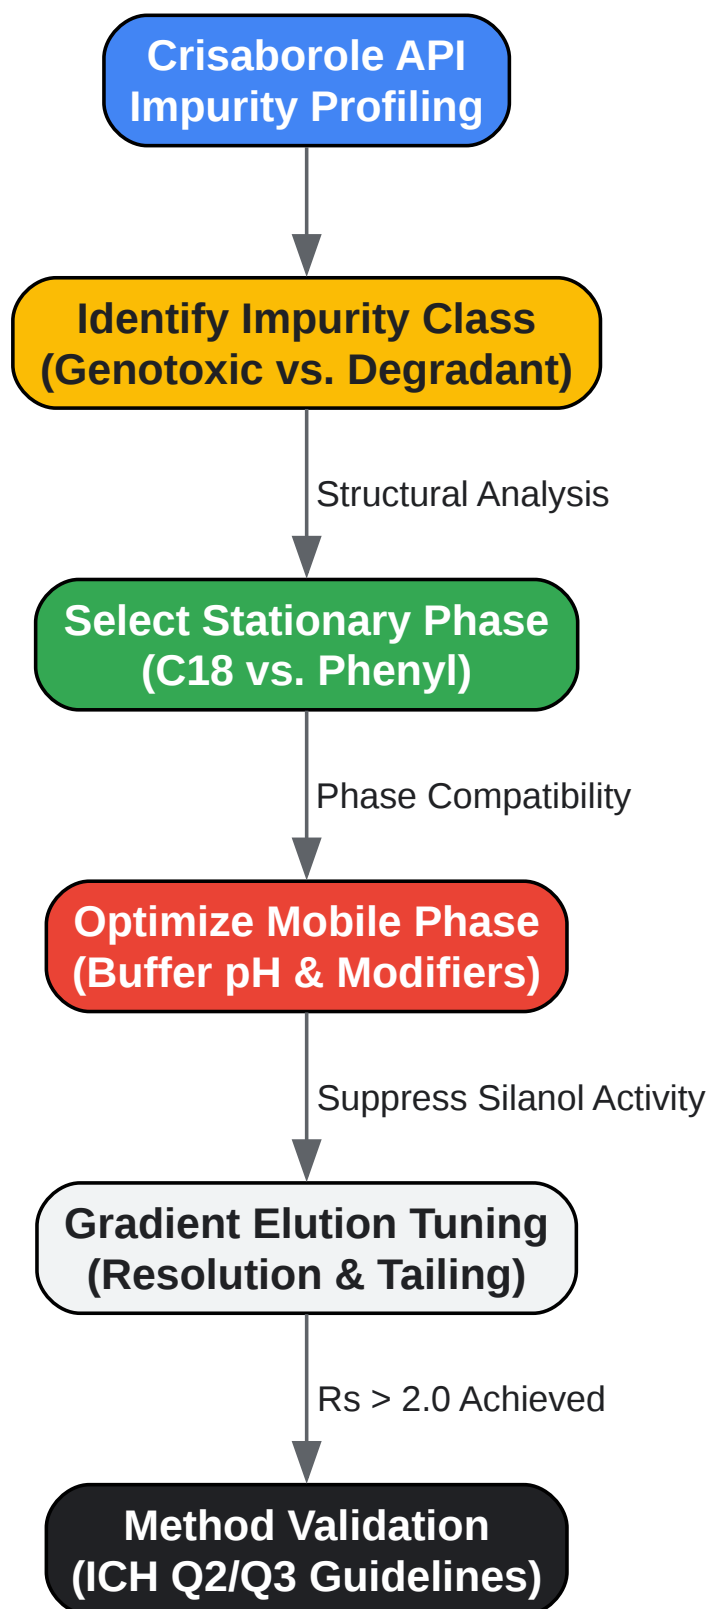 Crisaborole API
Impurity Profiling
Identify Impurity Class
(Genotoxic vs. Degradant)
Structural Analysis
Select Stationary Phase
(C18 vs. Phenyl)
Phase Compatibility
Optimize Mobile Phase
(Buffer pH & Modifiers)
Suppress Silanol Activity
Gradient Elution Tuning
(Resolution & Tailing)
Rs > 2.0 Achieved
Method Validation
(ICH Q2/Q3 Guidelines)